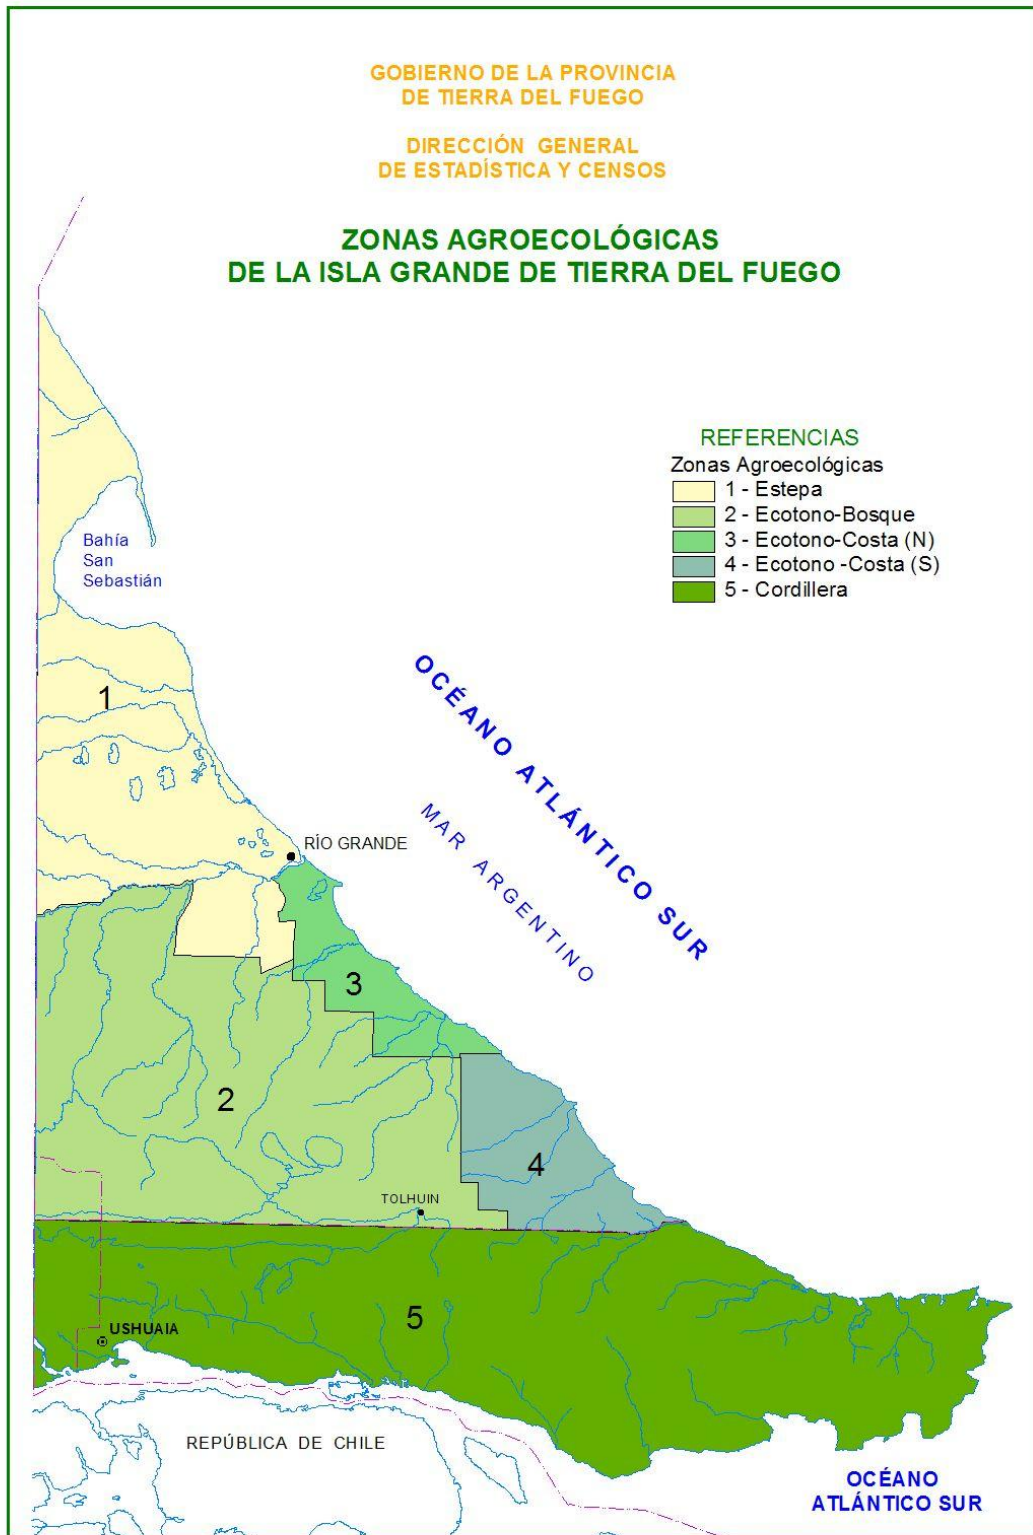 GOBIERNO DE LA PROVINCIA
DE TIERRA DEL FUEGO
DIRECCIÓN GENERAL
DE ESTADÍSTICA Y CENSOS
ZONAS AGROECOLÓGICAS
DE LA ISLA GRANDE DE TIERRA DEL FUEGO
REFERENCIAS
Zonas Agroecológicas
1 - Estepa
2 - Ecotono-Bosque
3 - Ecotono-Costa (N)
4 - Ecotono -Costa (S)
5 - Cordillera
Bahía
San
Sebastián
1
OCÉANO ATLÁNTICO SUR
MAR ARGENTINO
RÍO GRANDE
3
2
4
TOLHUIN
5
USHUAIA
REPÚBLICA DE CHILE
OCÉANO
ATLÁNTICO SUR